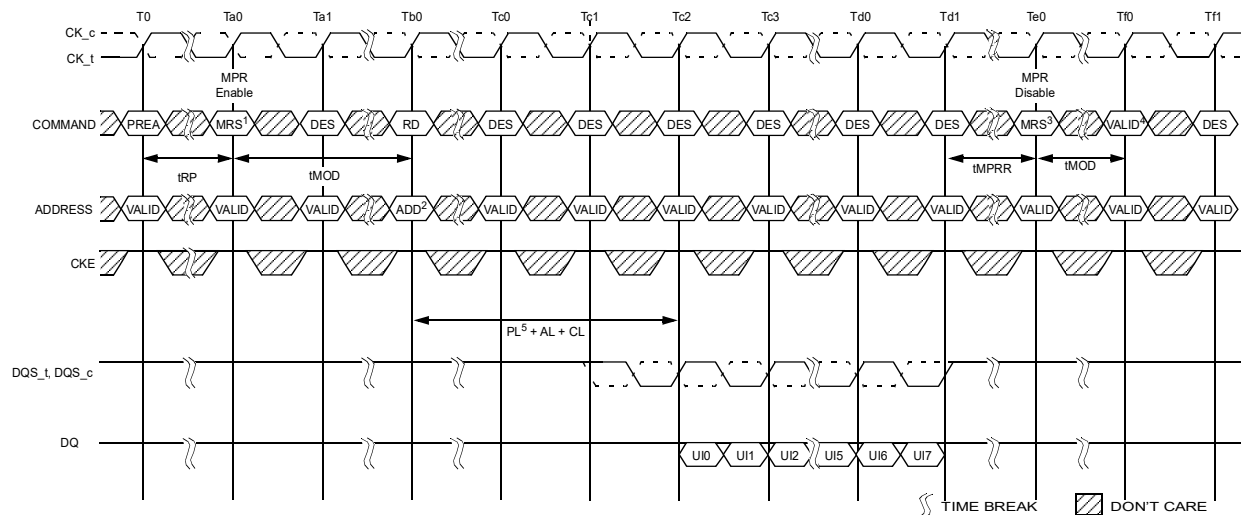 T0 Ta0 Ta1 Tb0 Tc0 Tc1 Tc2 Tc3 Td0 Td1 Te0 Tf0 Tf1
CK_c
CK_t
MPR
Enable
MPR
Disable
COMMAND PREA MRS1 DES RD DES DES DES DES DES DES MRS3 VALID4 DES
tRP tMOD tMPRR tMOD
ADDRESS VALID VALID VALID ADD2 VALID VALID VALID VALID VALID VALID VALID VALID VALID
CKE
PL5 + AL + CL
DQS_t, DQS_c
DQ UI0 UI1 UI2 UI5 UI6 UI7
TIME BREAK DON'T CARE